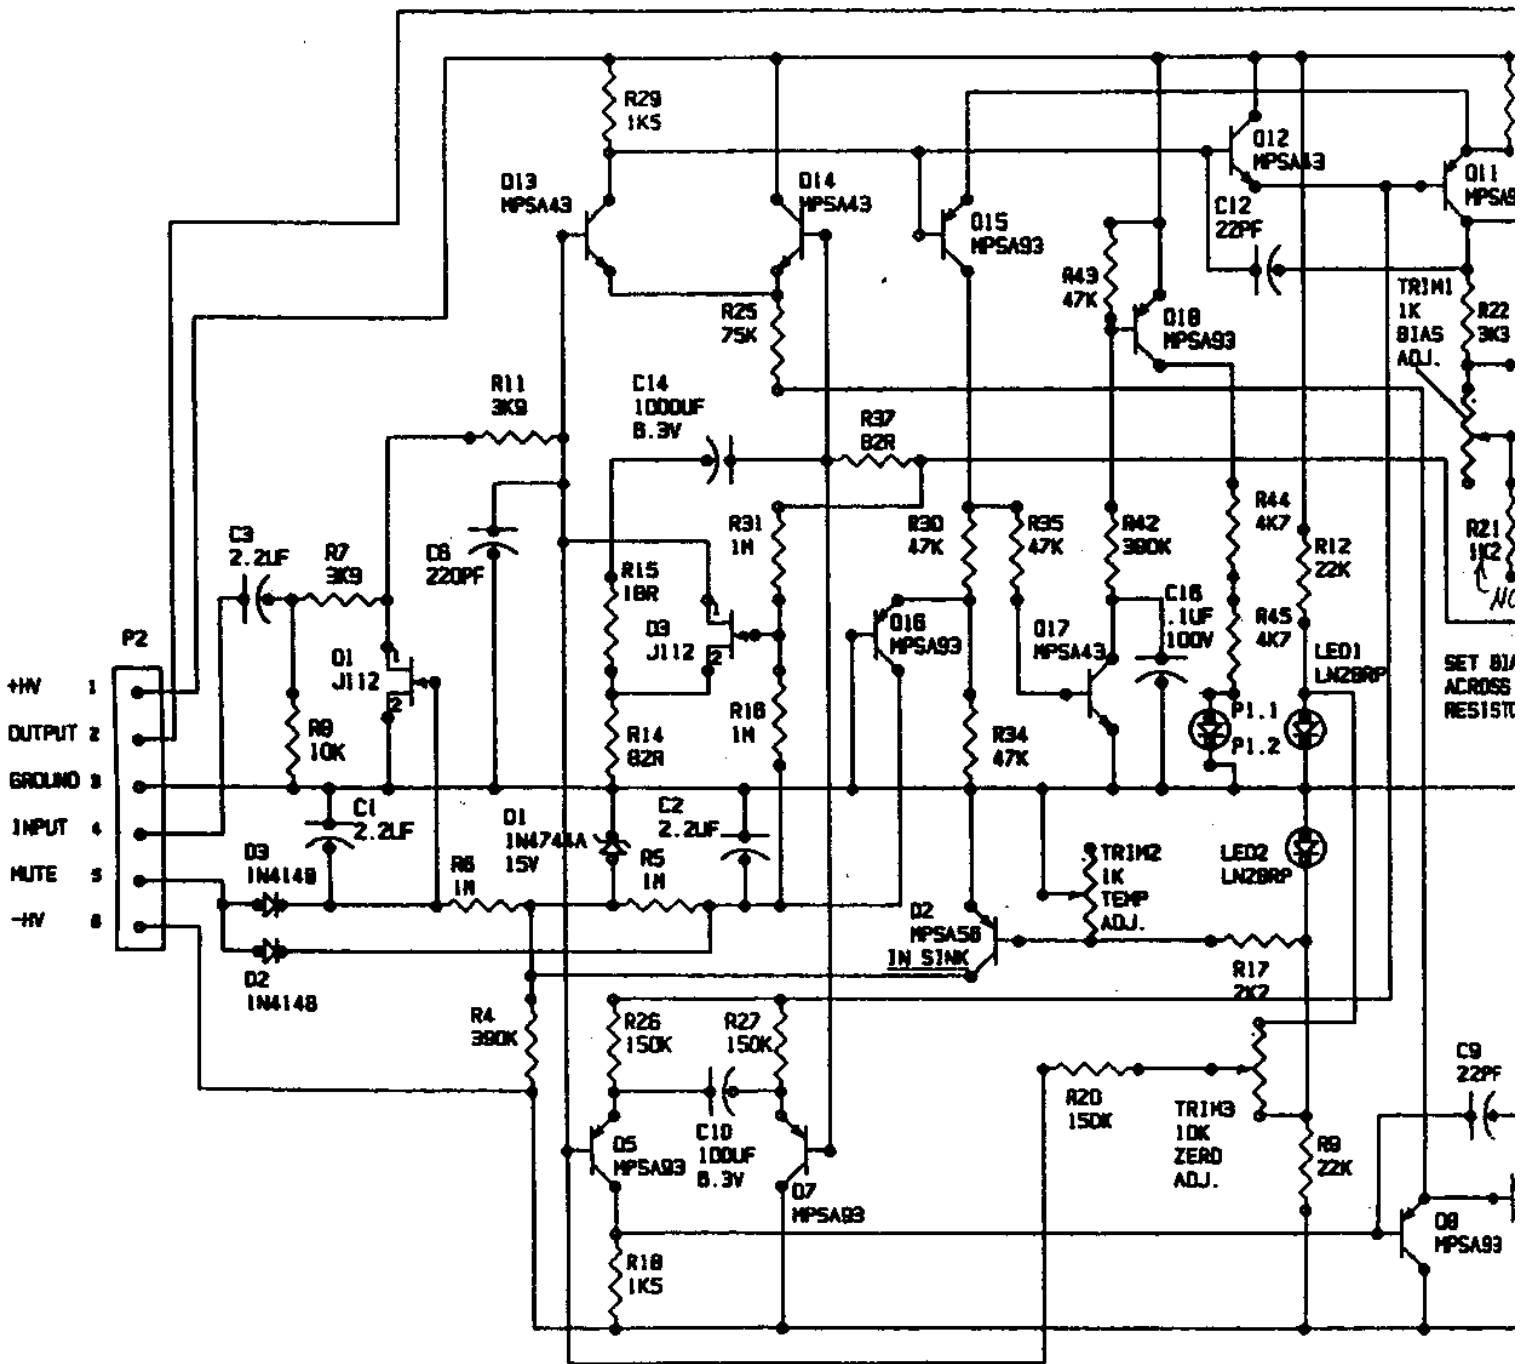 R29
1K5
Q13
MPSA43
Q14
MPSA43
Q15
MPSA93
Q12
MPSA43
Q11
C12
22PF
R43
47K
Q18
MPSA93
TRIM1
1K
BIAS
ADJ.
R22
3K3
R25
75K
R11
3K9
C14
1000UF
6.3V
R37
82R
C3
2.2UF
R7
3K9
C6
220PF
R31
1M
R30
47K
R35
47K
R42
390K
R44
4K7
R12
22K
R21
1K2
R15
18R
Q3
J112
1
2
Q16
MPSA93
Q17
MPSA43
C16
.1UF
100V
R45
4K7
LED1
LN28RP
P2
Q1
J112
1
2
+HV 1
OUTPUT 2
GROUND 3
INPUT 4
MUTE 5
-HV 6
R8
10K
R14
82R
R16
1M
R34
47K
P1.1
P1.2
SET
ACROSS
C1
2.2UF
D1
1N4744A
15V
C2
2.2UF
D3
1N4148
R6
1M
R5
1M
TRIM2
1K
TEMP
ADJ.
LED2
LN28RP
Q2
MPSA56
IN SINK
D2
1N4148
R17
2K2
R4
390K
R26
150K
R27
150K
C10
100UF
6.3V
R20
150K
TRIM3
10K
ZERO
ADJ.
C9
22PF
Q5
MPSA93
Q7
MPSA93
R9
22K
Q8
MPSA93
R18
1K5